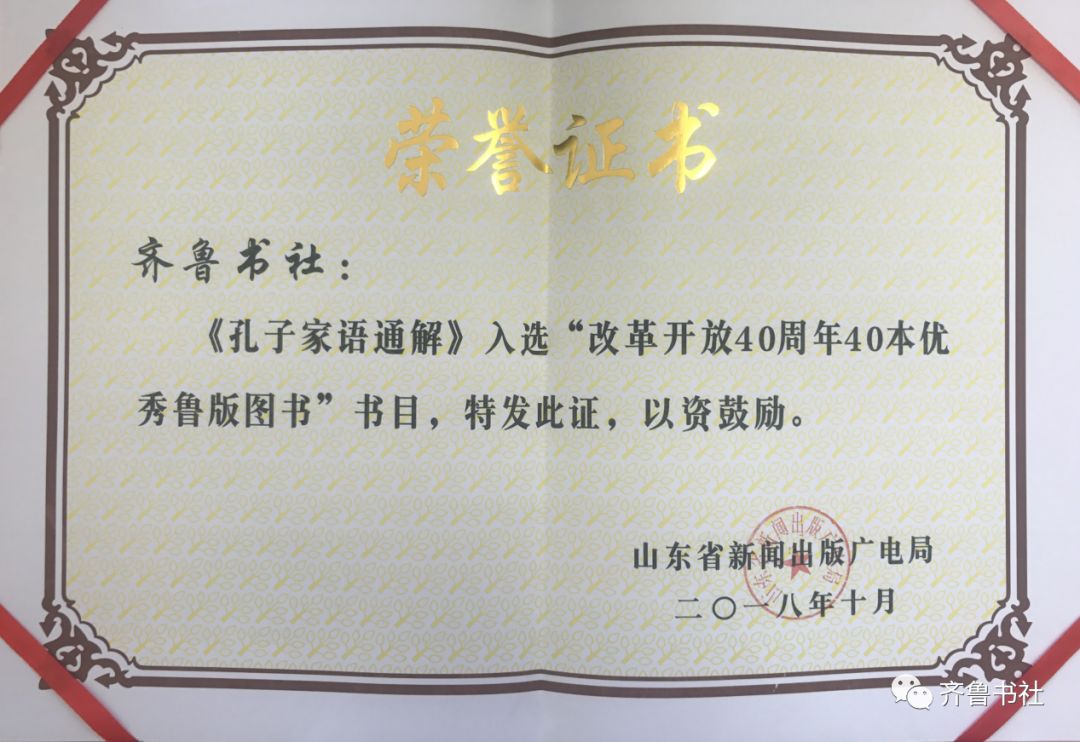 荣誉证书
齐鲁书社：
《孔子家语通解》入选“改革开放40周年40本优
秀鲁版图书”书目，特发此证，以资鼓励。
山东省新闻出版广电局
二〇一八年十月
齐鲁书社